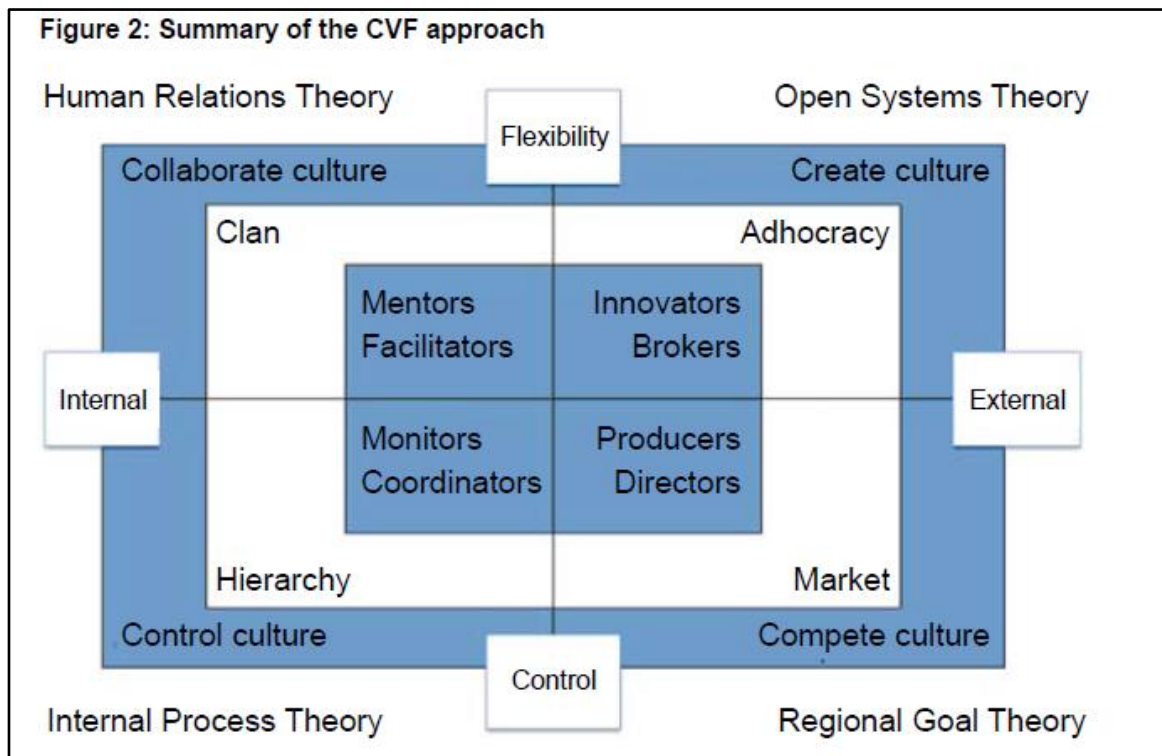 Figure 2: Summary of the CVF approach
Human Relations Theory
Open Systems Theory
Flexibility
Collaborate culture
Create culture
Clan
Adhocracy
Mentors
Facilitators
Innovators
Brokers
Internal
External
Monitors
Coordinators
Producers
Directors
Hierarchy
Market
Control culture
Compete culture
Control
Internal Process Theory
Regional Goal Theory